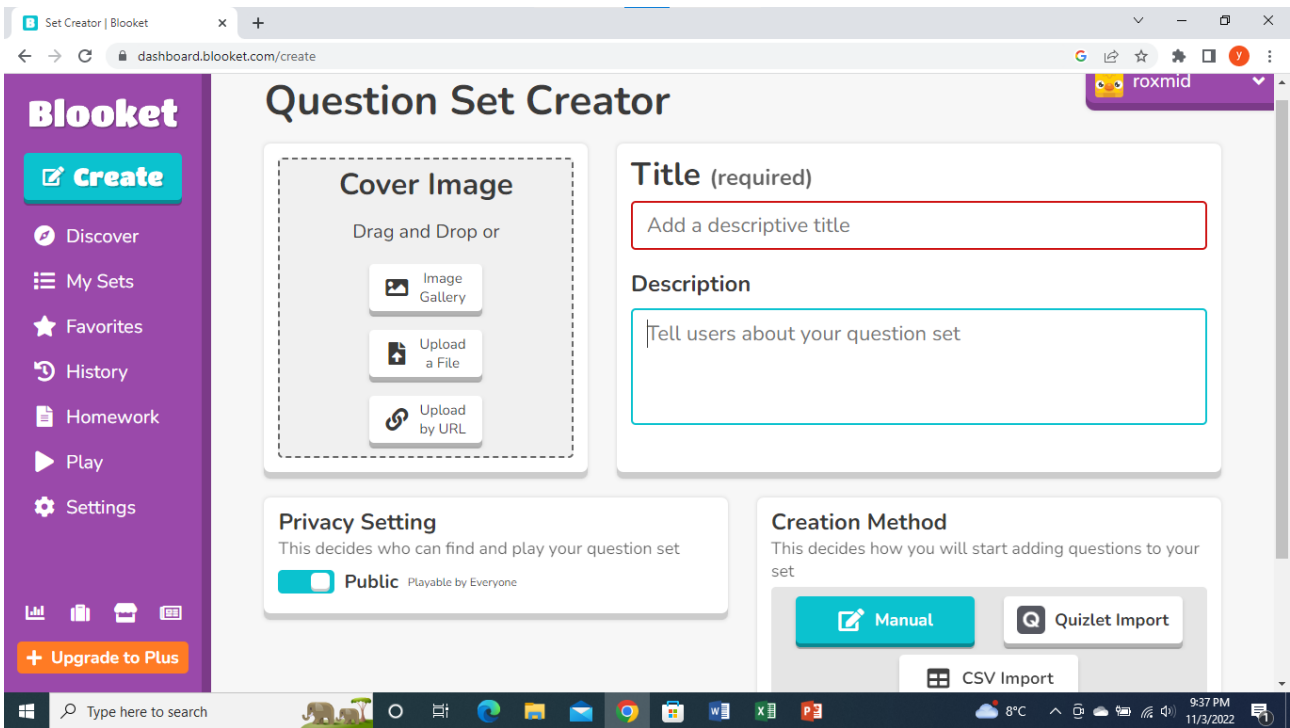 Set Creator | Blooket
dashboard.blooket.com/create
Blooket
Create
Discover
My Sets
Favorites
History
Homework
Play
Settings
+ Upgrade to Plus
Question Set Creator
roxmid
Cover Image
Drag and Drop or
Image
Gallery
Upload
a File
Upload
by URL
Title (required)
Add a descriptive title
Description
Tell users about your question set
Privacy Setting
This decides who can find and play your question set
Public Playable by Everyone
Creation Method
This decides how you will start adding questions to your
set
Manual
Quizlet Import
CSV Import
Type here to search
8°C
9:37 PM
11/3/2022